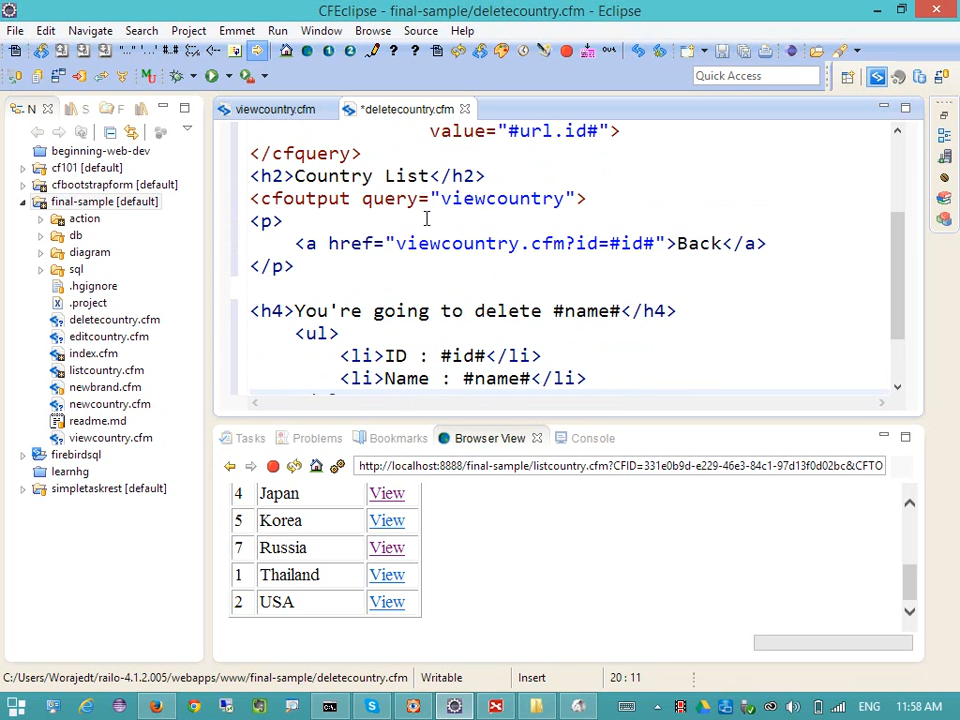 CFEclipse - final-sample/deletecountry.cfm - Eclipse
File Edit Navigate Search Project Emmet Run Window Browse Resource Help
Quick Access
N S F
viewcountry.cfm *deletecountry.cfm
beginning-web-dev
cf101 [default]
cfbootstrapform [default]
final-sample [default]
action
db
diagram
sql
.hgignore
.project
deletecountry.cfm
editcountry.cfm
index.cfm
listcountry.cfm
newbrand.cfm
newcountry.cfm
readme.md
viewcountry.cfm
firebirdsql
learnhg
simpletaskrest [default]
value="#url.id#">
</cfquery>
<h2>Country List</h2>
<cfoutput query="viewcountry">
<p>
<a href="viewcountry.cfm?id=#id#">Back</a>
</p>
<h4>You're going to delete #name#</h4>
<ul>
<li>ID : #id#</li>
<li>Name : #name#</li>
Tasks Problems Bookmarks Browser View Console
http://localhost:8888/final-sample/listcountry.cfm?CFID=331e0b9d-e229-46e3-84c1-97d13f0d02bc&CFTO
4 Japan View
5 Korea View
7 Russia View
1 Thailand View
2 USA View
C:/Users/Worajedt/railo-4.1.2.005/webapps/www/final-sample/deletecountry.cfm Writable Insert 20 : 11
ENG 11:58 AM